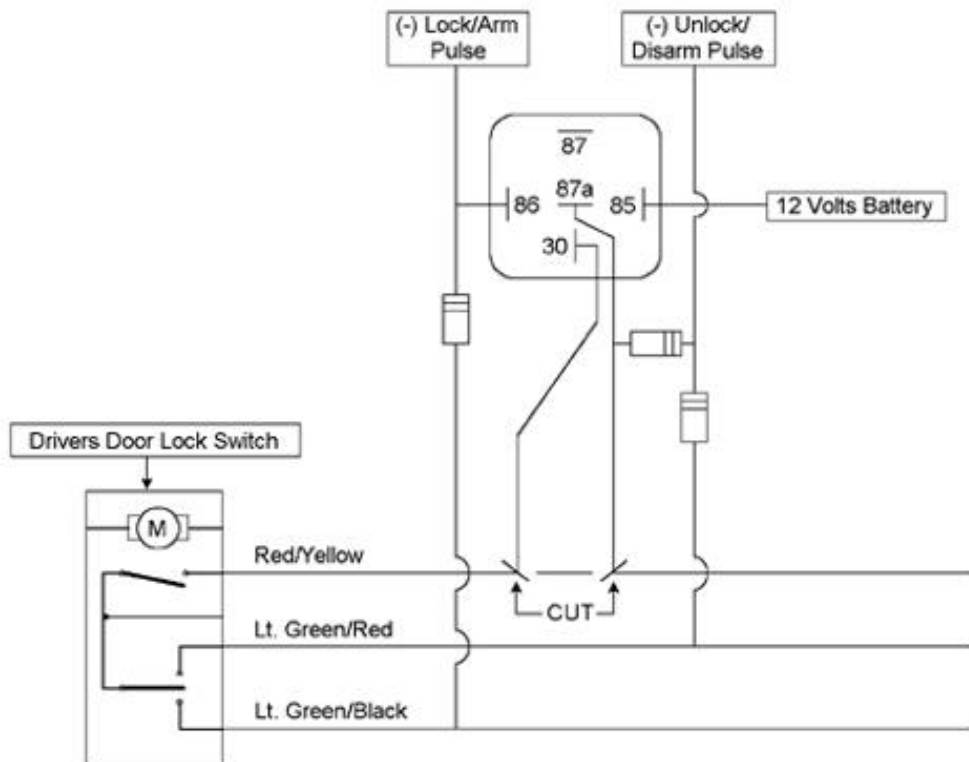 (-) Lock/Arm
Pulse
(-) Unlock/
Disarm Pulse
87
87a
86
85
12 Volts Battery
30
Drivers Door Lock Switch
M
Red/Yellow
CUT
Lt. Green/Red
Lt. Green/Black